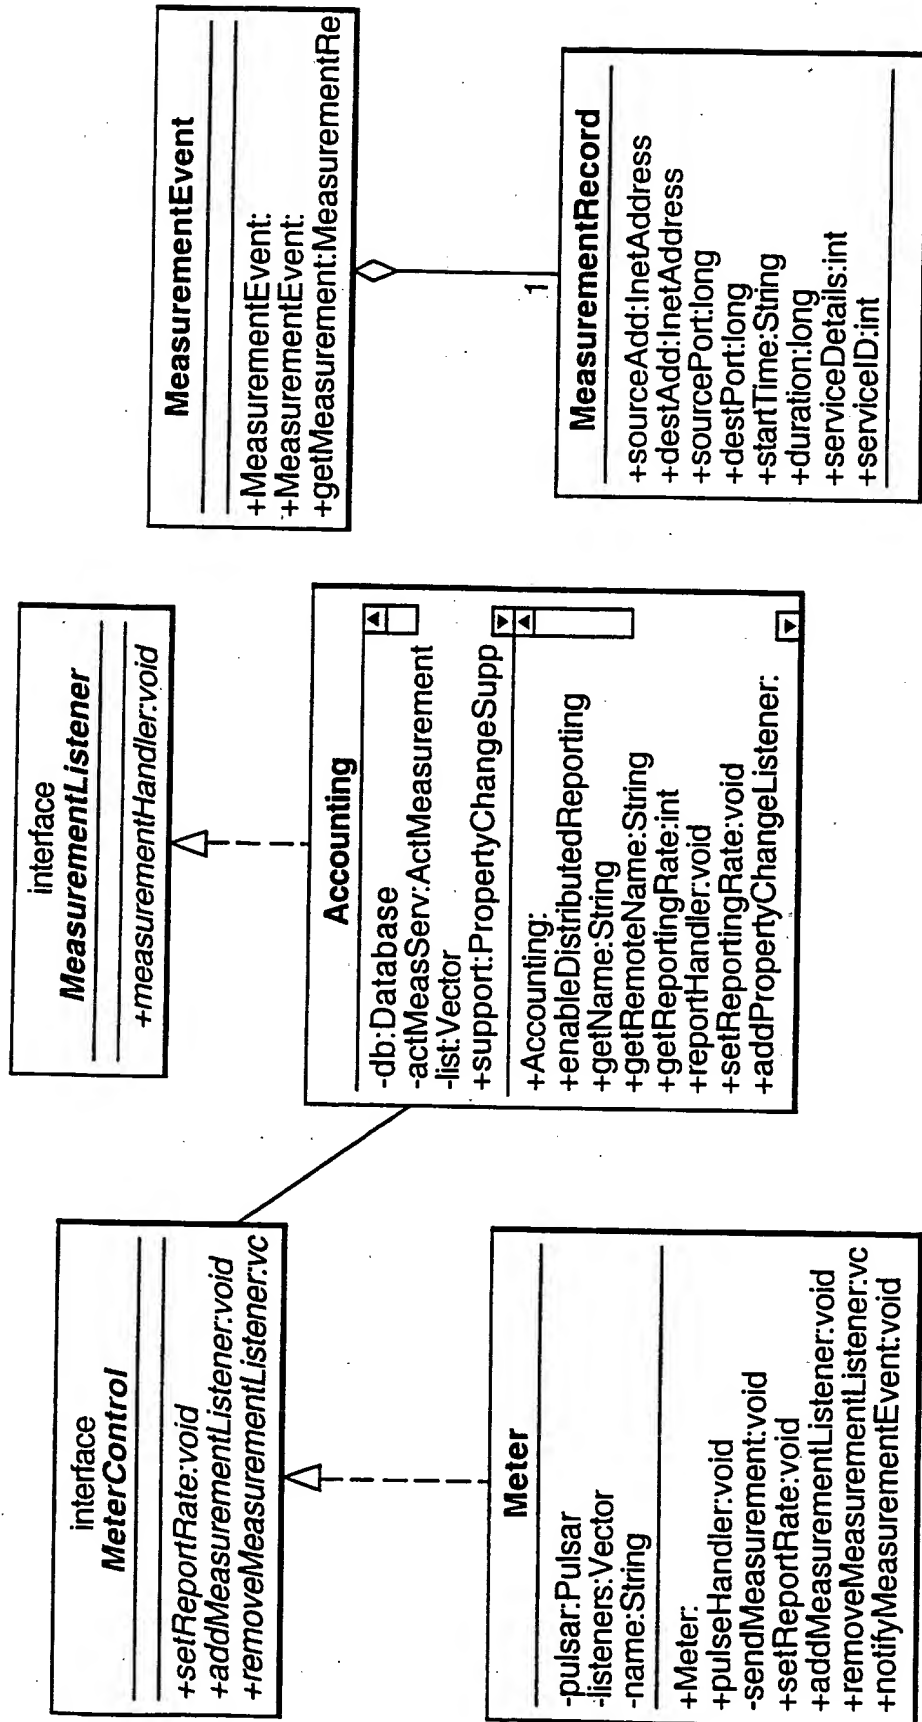 interface
MeterControl
+setReportRate:void
+addMeasurementListener:void
+removeMeasurementListener:vc
Meter
-pulsar:Pulsar
-listeners:Vector
-name:String
+Meter:
+pulseHandler:void
-sendMeasurement:void
+setReportRate:void
+addMeasurementListener:void
+removeMeasurementListener:vc
+notifyMeasurementEvent:void
interface
MeasurementListener
+measurementHandler:void
Accounting
-db:Database
-actMeasServ:ActMeasurement
-list:Vector
+support:PropertyChangeSupp
+Accounting:
+enableDistributedReporting
+getName:String
+getRemoteName:String
+getReportingRate:int
+reportHandler:void
+setReportingRate:void
+addPropertyChangeListener:
MeasurementEvent
+MeasurementEvent:
+MeasurementEvent:
+getMeasurement:MeasurementRe
1
MeasurementRecord
+sourceAdd:InetAddress
+destAdd:InetAddress
+sourcePort:long
+destPort:long
+startTime:String
+duration:long
+serviceDetails:int
+serviceID:int